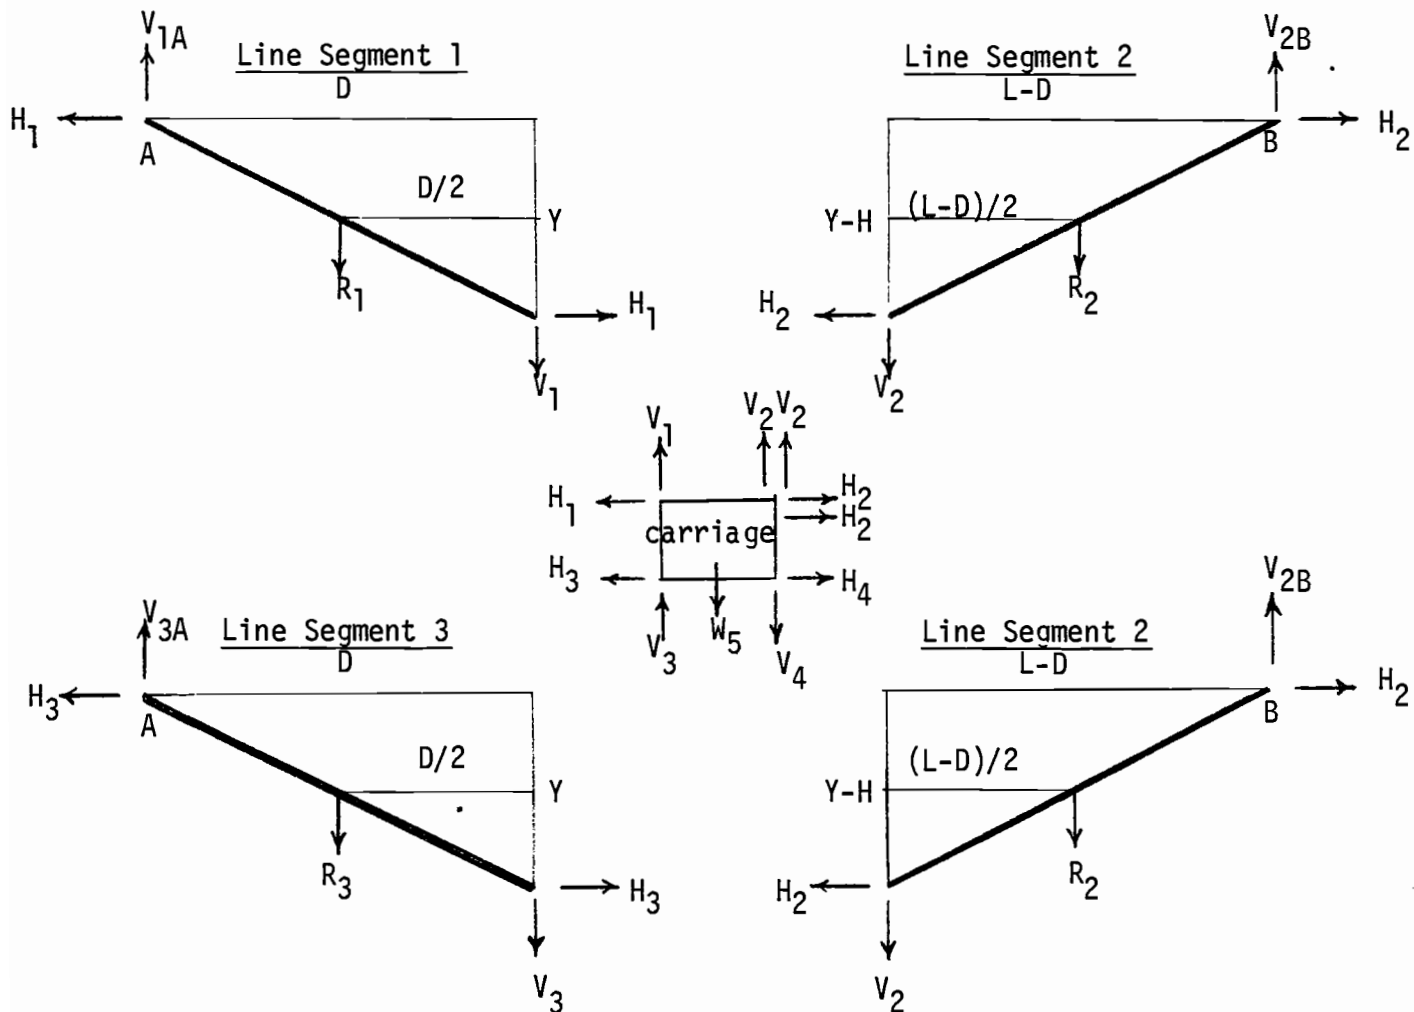 V1A
Line Segment 1
D
H1
A
D/2
Y
R1
H1
V1
Line Segment 2
L-D
V2B
H2
B
Y-H
(L-D)/2
R2
H2
V2
V1
V2 V2
H1
H2
H2
carriage
H3
H4
W5
V3
V4
V3A
Line Segment 3
D
H3
A
D/2
Y
R3
H3
V3
Line Segment 2
L-D
V2B
H2
B
Y-H
(L-D)/2
R2
H2
V2